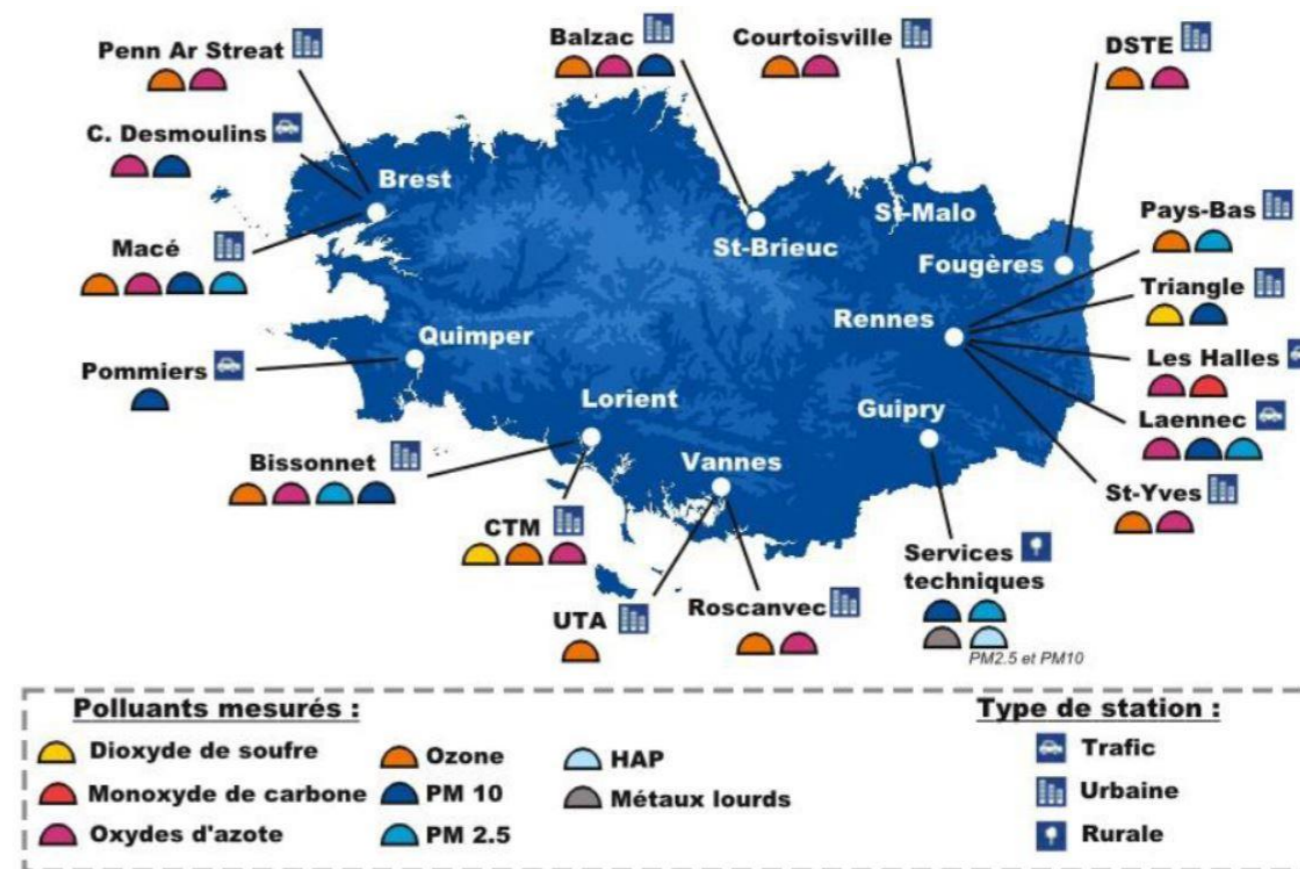 Penn Ar Streat
Balzac
Courtoisville
DSTE
C. Desmoulins
Brest
Macé
St-Malo
St-Brieuc
Pays-Bas
Fougères
Triangle
Rennes
Quimper
Pommiers
Les Halles
Lorient
Guipry
Laennec
Bissonnet
Vannes
St-Yves
CTM
Services
techniques
UTA
Roscanvec
PM2.5 et PM10
Polluants mesurés :
Type de station :
Dioxyde de soufre
Ozone
HAP
Trafic
Monoxyde de carbone
PM 10
Métaux lourds
Urbaine
Oxydes d'azote
PM 2.5
Rurale